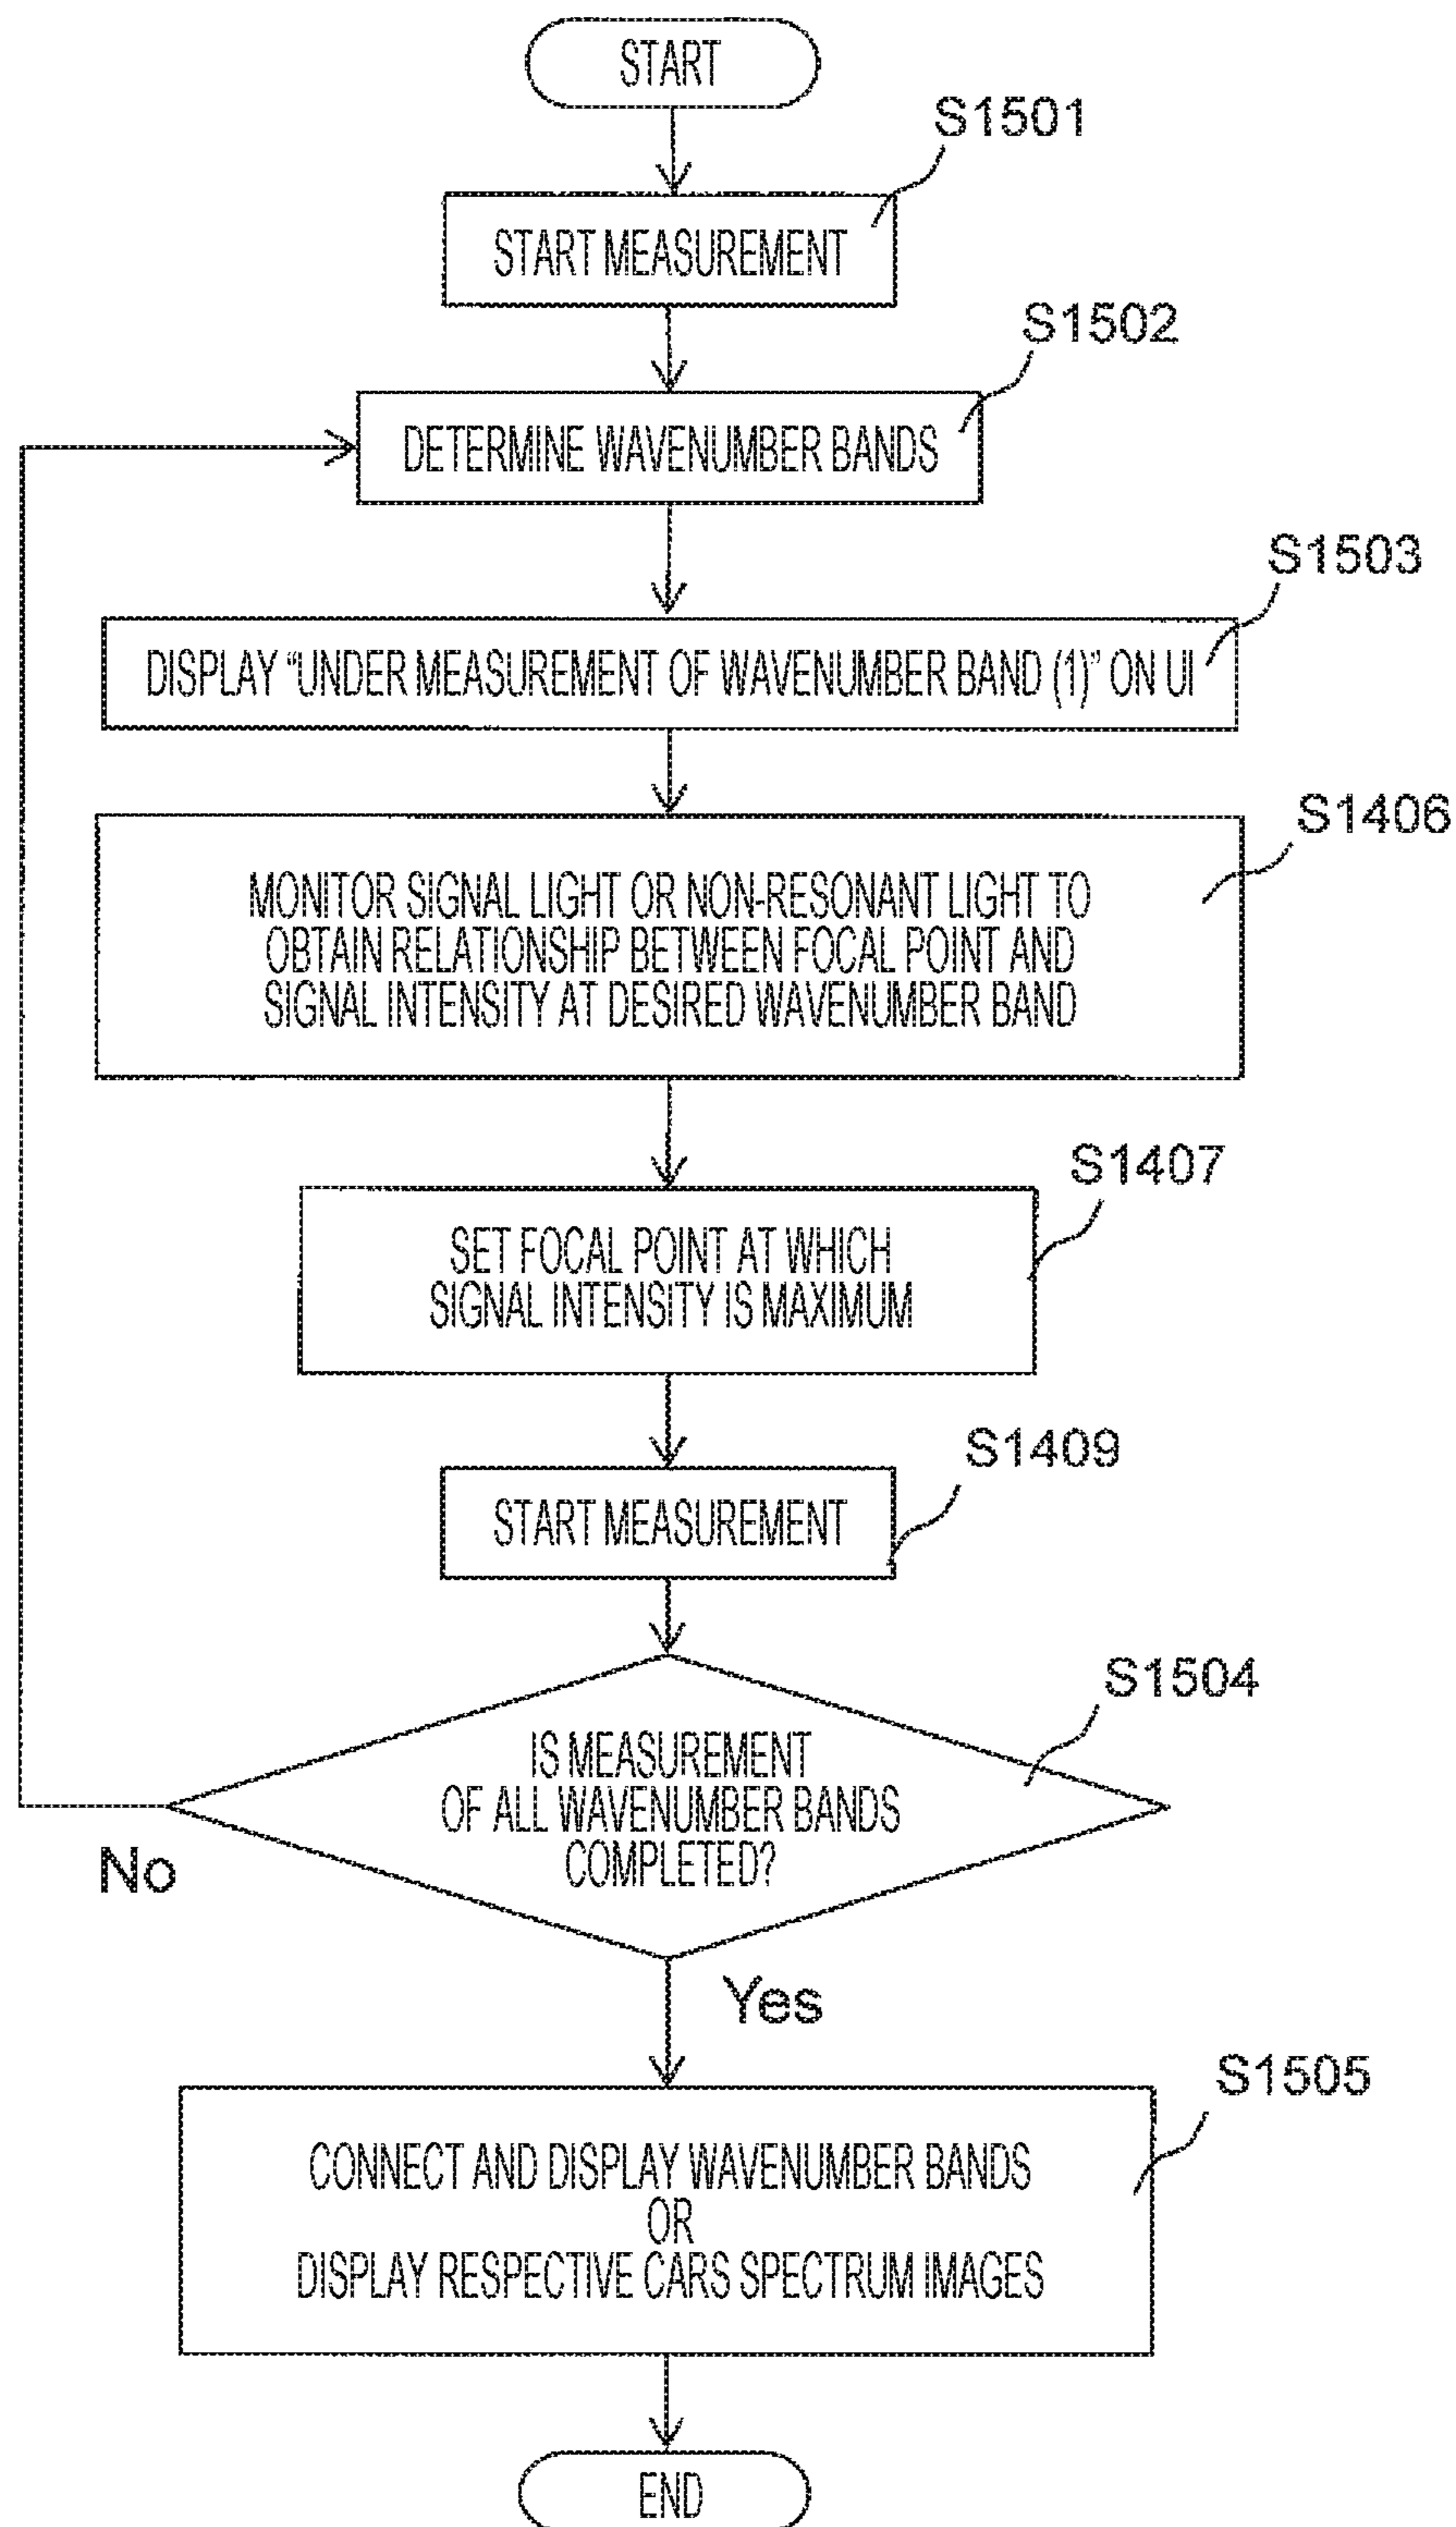 START
S1501
START MEASUREMENT
S1502
DETERMINE WAVENUMBER BANDS
S1503
DISPLAY “UNDER MEASUREMENT OF WAVENUMBER BAND (1)” ON UI
S1406
MONITOR SIGNAL LIGHT OR NON-RESONANT LIGHT TO
OBTAIN RELATIONSHIP BETWEEN FOCAL POINT AND
SIGNAL INTENSITY AT DESIRED WAVENUMBER BAND
S1407
SET FOCAL POINT AT WHICH
SIGNAL INTENSITY IS MAXIMUM
S1409
START MEASUREMENT
S1504
IS MEASUREMENT
OF ALL WAVENUMBER BANDS
COMPLETED?
No
Yes
S1505
CONNECT AND DISPLAY WAVENUMBER BANDS
OR
DISPLAY RESPECTIVE CARS SPECTRUM IMAGES
END